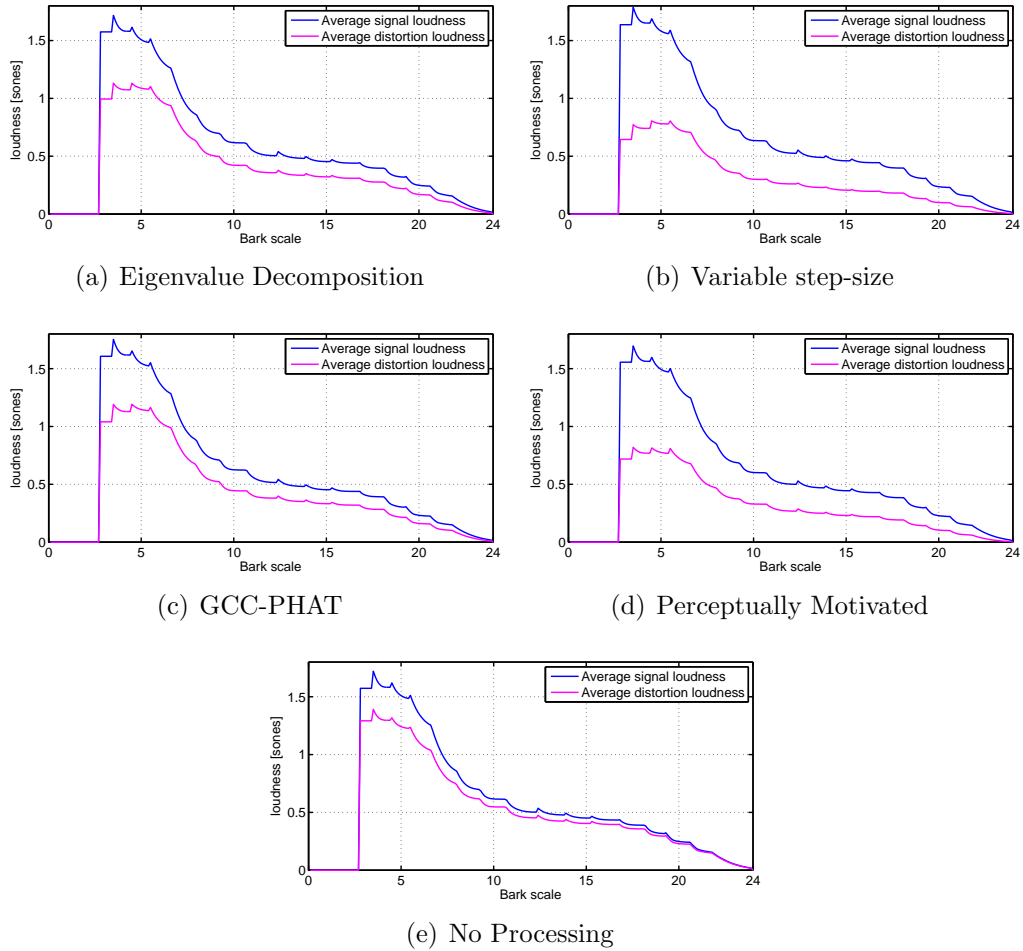 Average signal loudness
Average distortion loudness
loudness [sones]
1.5
1
0.5
0
0 5 10 15 20 24
Bark scale
(a) Eigenvalue Decomposition
Average signal loudness
Average distortion loudness
loudness [sones]
1.5
1
0.5
0
0 5 10 15 20 24
Bark scale
(b) Variable step-size
Average signal loudness
Average distortion loudness
loudness [sones]
1.5
1
0.5
0
0 5 10 15 20 24
Bark scale
(c) GCC-PHAT
Average signal loudness
Average distortion loudness
loudness [sones]
1.5
1
0.5
0
0 5 10 15 20 24
Bark scale
(d) Perceptually Motivated
Average signal loudness
Average distortion loudness
loudness [sones]
1.5
1
0.5
0
0 5 10 15 20 24
Bark scale
(e) No Processing